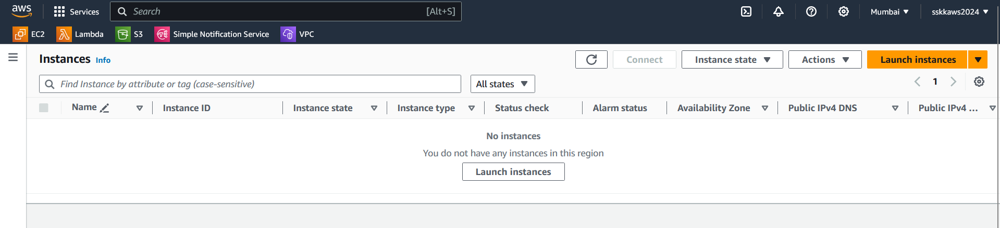 aws Services Search [Alt+S] Mumbai sskkaws2024
EC2 Lambda S3 Simple Notification Service VPC
Instances Info Connect Instance state Actions Launch instances
Find Instance by attribute or tag (case-sensitive) All states 1
Name Instance ID Instance state Instance type Status check Alarm status Availability Zone Public IPv4 DNS Public IPv4 ...
No instances
You do not have any instances in this region
Launch instances